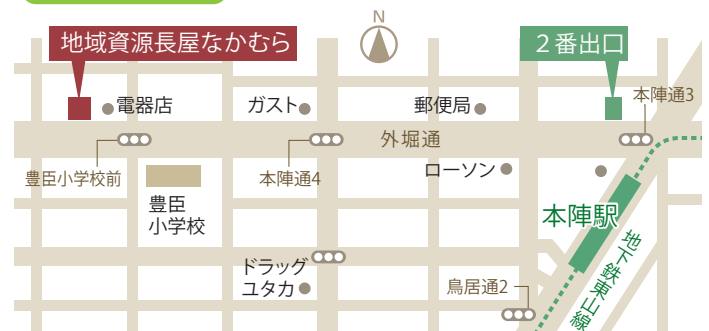 N
地域資源長屋なかむら
２番出口
電器店
ガスト
郵便局
本陣通3
外堀通
豊臣小学校前
本陣通4
ローソン
豊臣
小学校
本陣駅
ドラッグ
ユタカ
鳥居通2
地下鉄東山線